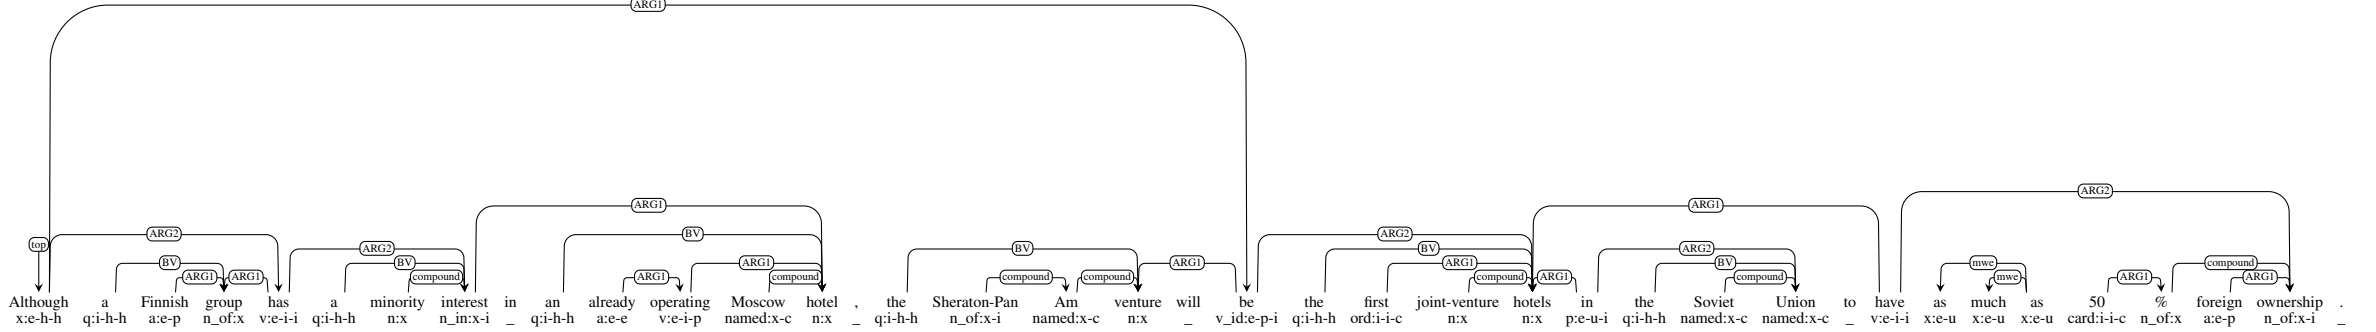 ARG1
ARG2
ARG1 ARG1
top ARG2 BV ARG2
ARG2 BV BV ARG1 BV ARG2
BV BV ARG1 ARG1 ARG1 BV mwe compound
ARG1 ARG1 compound ARG1 compound compound compound compound ARG1 compound mwe ARG1 ARG1
Although a Finnish group has a minority interest in an already operating Moscow hotel , the Sheraton-Pan Am venture will be the first joint-venture hotels in the Soviet Union to have as much as 50 % foreign ownership .
x:e-h-h q:i-h-h a:e-p n_of:x v:e-i-i q:i-h-h n:x n_in:x-i _ q:i-h-h a:e-e v:e-i-p named:x-c n:x _ q:i-h-h n_of:x-i named:x-c n:x _ v_id:e-p-i q:i-h-h ord:i-i-c n:x n:x p:e-u-i q:i-h-h named:x-c named:x-c _ v:e-i-i x:e-u x:e-u x:e-u card:i-i-c n_of:x a:e-p n_of:x-i _